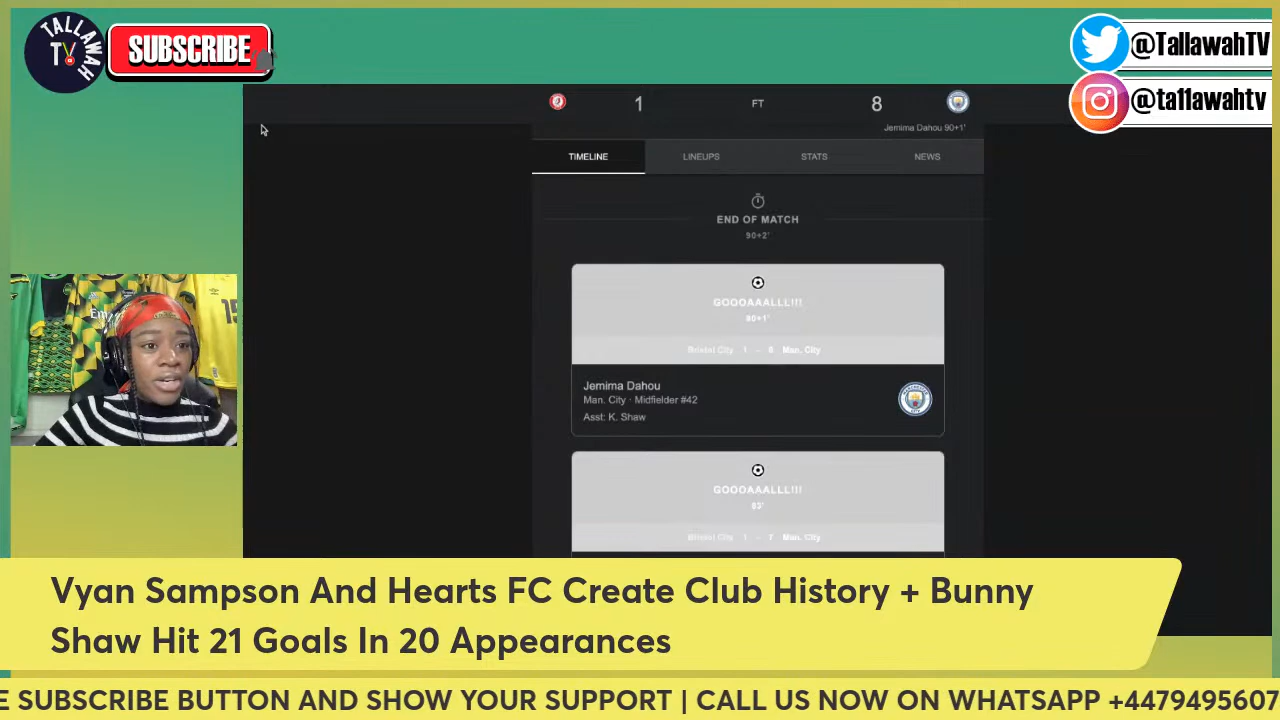 TALLAWAH
TV
SUBSCRIBE
@TallawahTV
@ta11awahtv
1 FT 8
Jemima Dahou 90+1'
TIMELINE LINEUPS STATS NEWS
END OF MATCH
90+2'
GOOOAAALLL!!!
90+1'
Bristol City 1 - 8 Man. City
Jemima Dahou
Man. City · Midfielder #42
Asst: K. Shaw
GOOOAAALLL!!!
83'
Bristol City 1 - 7 Man. City
Vyan Sampson And Hearts FC Create Club History + Bunny
Shaw Hit 21 Goals In 20 Appearances
E SUBSCRIBE BUTTON AND SHOW YOUR SUPPORT | CALL US NOW ON WHATSAPP +4479495607